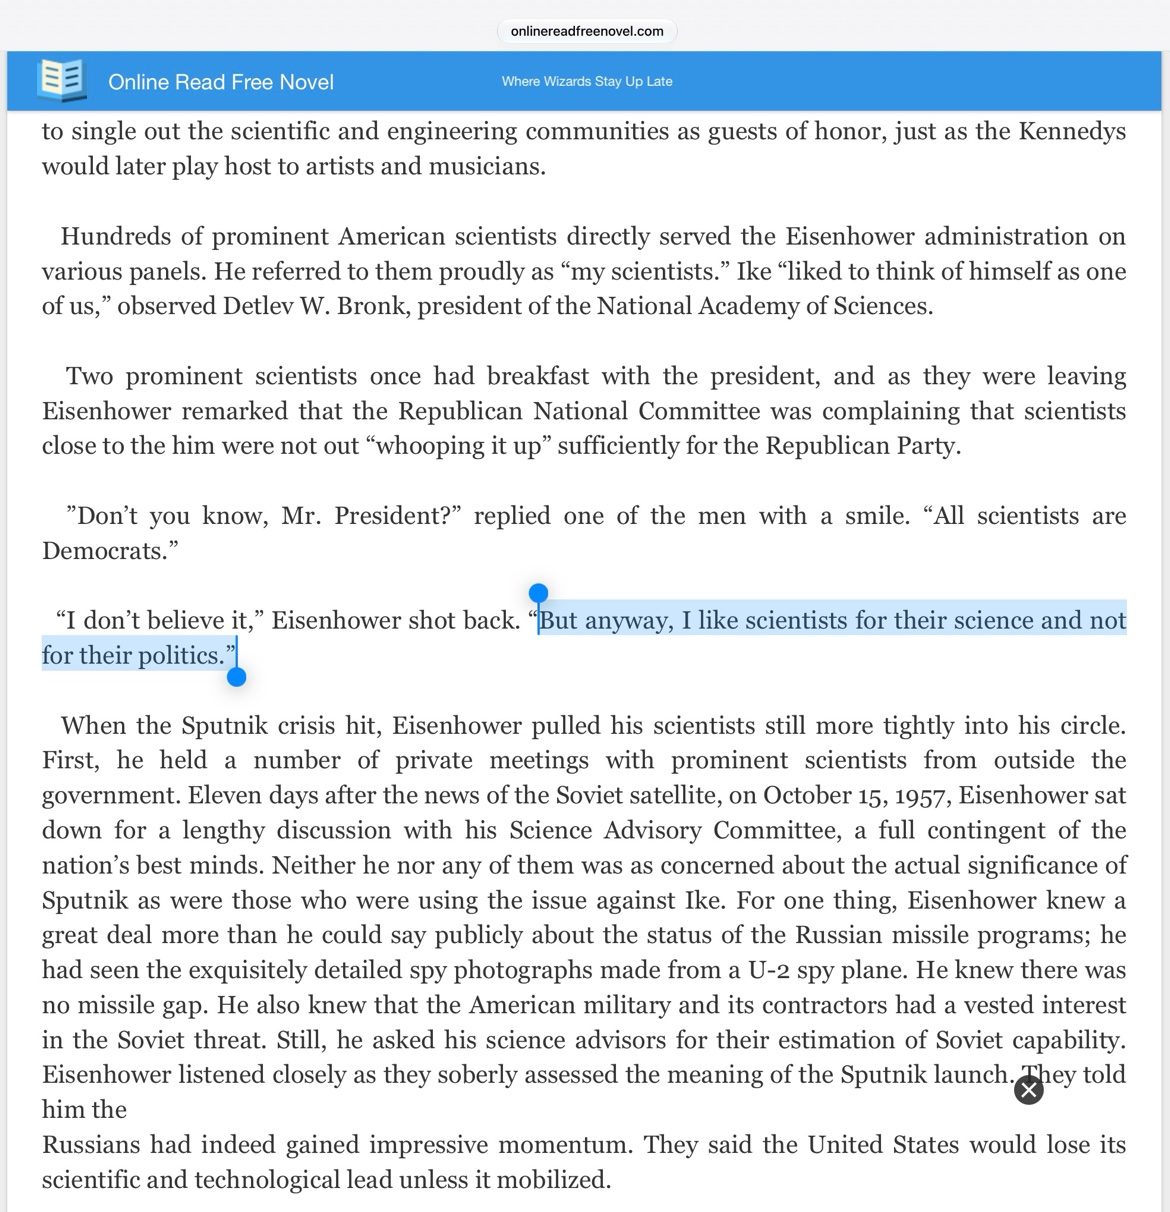 onlinereadfreenovel.com
Online Read Free Novel
Where Wizards Stay Up Late
to single out the scientific and engineering communities as guests of honor, just as the Kennedys
would later play host to artists and musicians.
Hundreds of prominent American scientists directly served the Eisenhower administration on
various panels. He referred to them proudly as “my scientists.” Ike “liked to think of himself as one
of us,” observed Detlev W. Bronk, president of the National Academy of Sciences.
Two prominent scientists once had breakfast with the president, and as they were leaving
Eisenhower remarked that the Republican National Committee was complaining that scientists
close to the him were not out “whooping it up” sufficiently for the Republican Party.
”Don’t you know, Mr. President?” replied one of the men with a smile. “All scientists are
Democrats.”
“I don’t believe it,” Eisenhower shot back. “But anyway, I like scientists for their science and not
for their politics.”
When the Sputnik crisis hit, Eisenhower pulled his scientists still more tightly into his circle.
First, he held a number of private meetings with prominent scientists from outside the
government. Eleven days after the news of the Soviet satellite, on October 15, 1957, Eisenhower sat
down for a lengthy discussion with his Science Advisory Committee, a full contingent of the
nation’s best minds. Neither he nor any of them was as concerned about the actual significance of
Sputnik as were those who were using the issue against Ike. For one thing, Eisenhower knew a
great deal more than he could say publicly about the status of the Russian missile programs; he
had seen the exquisitely detailed spy photographs made from a U-2 spy plane. He knew there was
no missile gap. He also knew that the American military and its contractors had a vested interest
in the Soviet threat. Still, he asked his science advisors for their estimation of Soviet capability.
Eisenhower listened closely as they soberly assessed the meaning of the Sputnik launch. They told
him the
Russians had indeed gained impressive momentum. They said the United States would lose its
scientific and technological lead unless it mobilized.